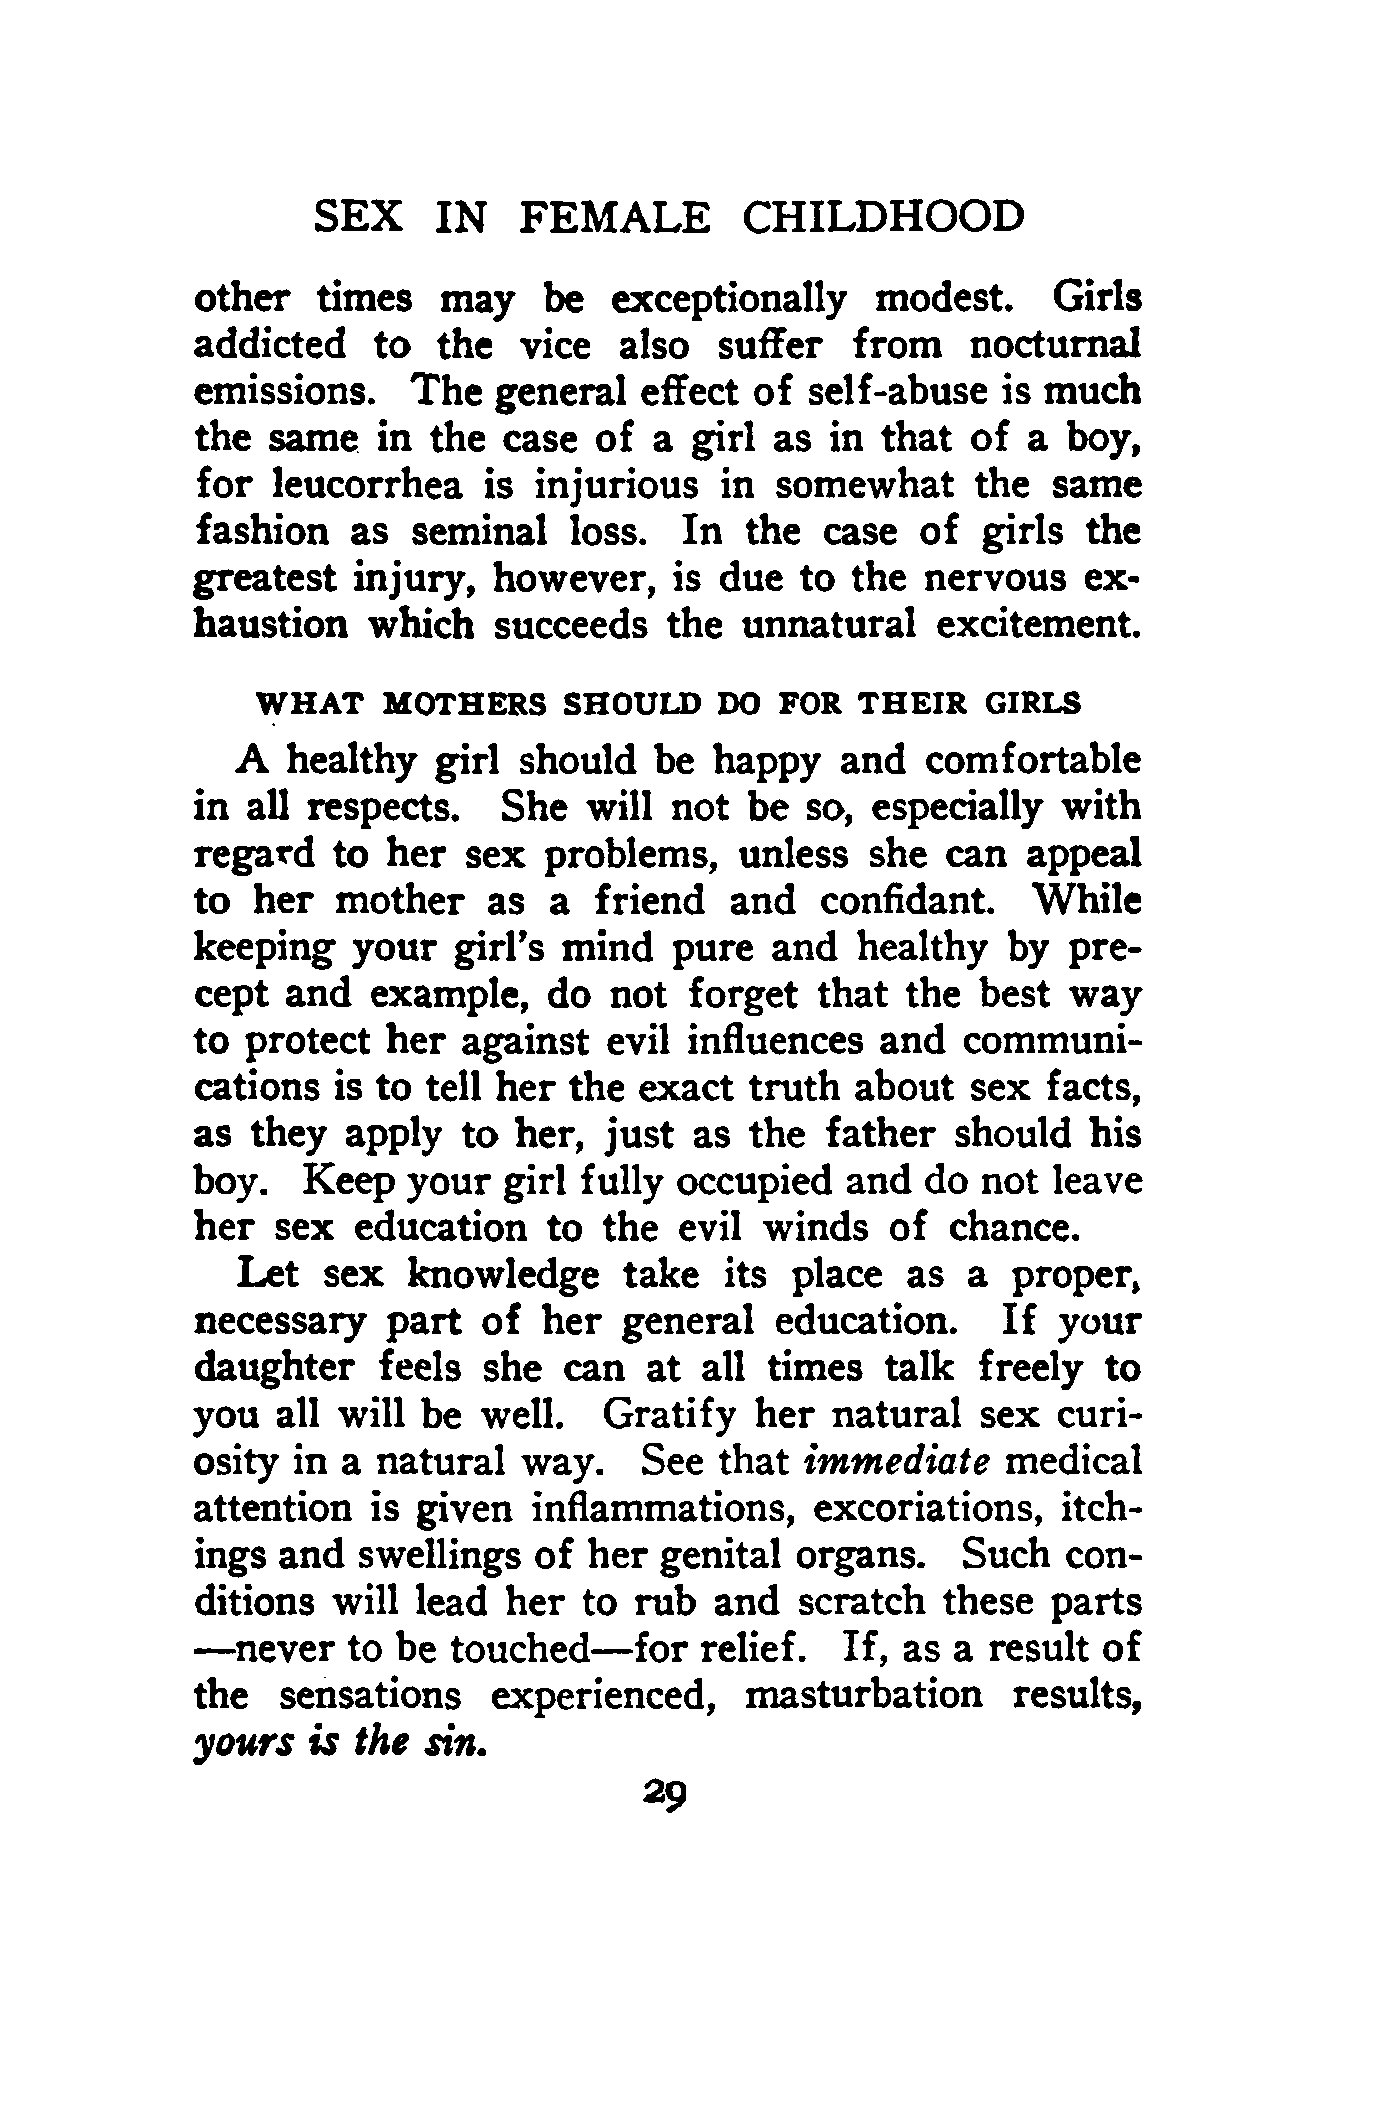 SEX IN FEMALE CHILDHOOD
other times may be exceptionally modest. Girls
addicted to the vice also suffer from nocturnal
emissions. The general effect of self-abuse is much
the same in the case of a girl as in that of a boy,
for leucorrhea is injurious in somewhat the same
fashion as seminal loss. In the case of girls the
greatest injury, however, is due to the nervous ex-
haustion which succeeds the unnatural excitement.
WHAT MOTHERS SHOULD DO FOR THEIR GIRLS
A healthy girl should be happy and comfortable
in all respects. She will not be so, especially with
regard to her sex problems, unless she can appeal
to her mother as a friend and confidant. While
keeping your girl's mind pure and healthy by pre-
cept and example, do not forget that the best way
to protect her against evil influences and communi-
cations is to tell her the exact truth about sex facts,
as they apply to her, just as the father should his
boy. Keep your girl fully occupied and do not leave
her sex education to the evil winds of chance.
Let sex knowledge take its place as a proper,
necessary part of her general education. If your
daughter feels she can at all times talk freely to
you all will be well. Gratify her natural sex curi-
osity in a natural way. See that immediate medical
attention is given inflammations, excoriations, itch-
ings and swellings of her genital organs. Such con-
ditions will lead her to rub and scratch these parts
—never to be touched—for relief. If, as a result of
the sensations experienced, masturbation results,
yours is the sin.
29